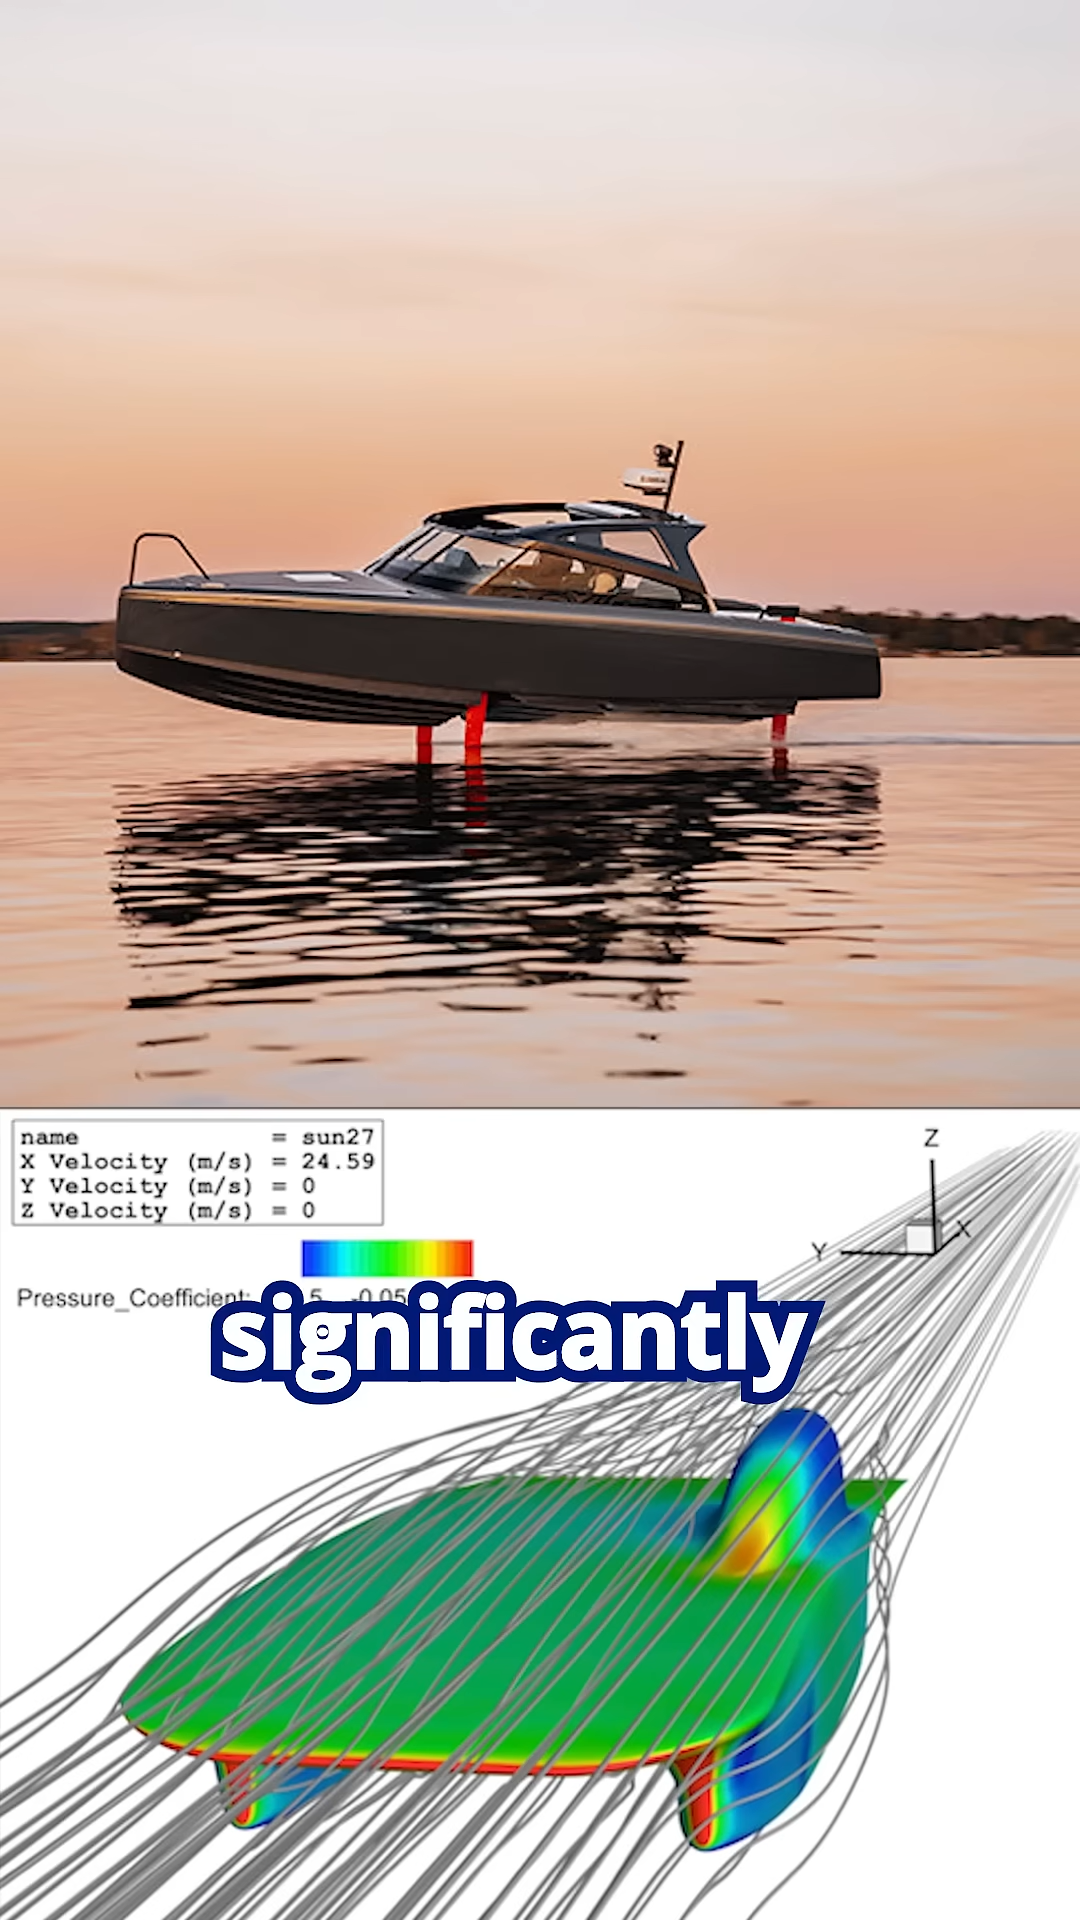 name = sun27
X Velocity (m/s) = 24.59
Y Velocity (m/s) = 0
Z Velocity (m/s) = 0
Z
X
Y
Pressure_Coefficient:
significantly